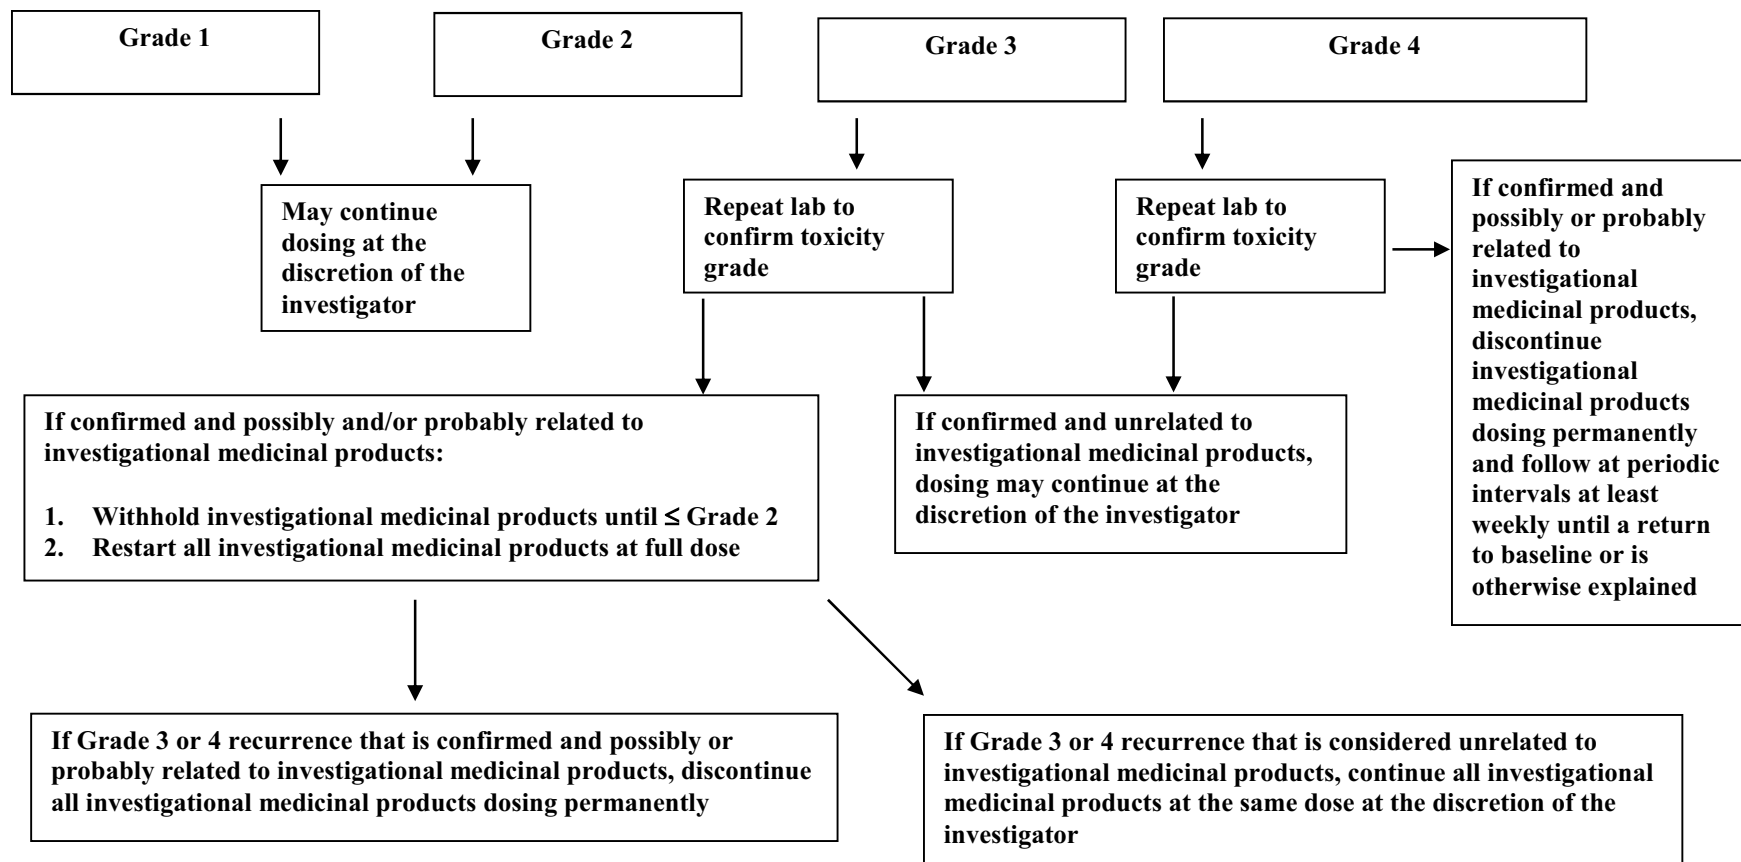 Grade 1
Grade 2
Grade 3
Grade 4
May continue
dosing at the
discretion of the
investigator
Repeat lab to
confirm toxicity
grade
Repeat lab to
confirm toxicity
grade
If confirmed and
possibly or probably
related to
investigational
medicinal products,
discontinue
investigational
medicinal products
dosing permanently
and follow at periodic
intervals at least
weekly until a return
to baseline or is
otherwise explained
If confirmed and possibly and/or probably related to
investigational medicinal products:
1. Withhold investigational medicinal products until ≤ Grade 2
2. Restart all investigational medicinal products at full dose
If confirmed and unrelated to
investigational medicinal products,
dosing may continue at the
discretion of the investigator
If Grade 3 or 4 recurrence that is confirmed and possibly or
probably related to investigational medicinal products, discontinue
all investigational medicinal products dosing permanently
If Grade 3 or 4 recurrence that is considered unrelated to
investigational medicinal products, continue all investigational
medicinal products at the same dose at the discretion of the
investigator